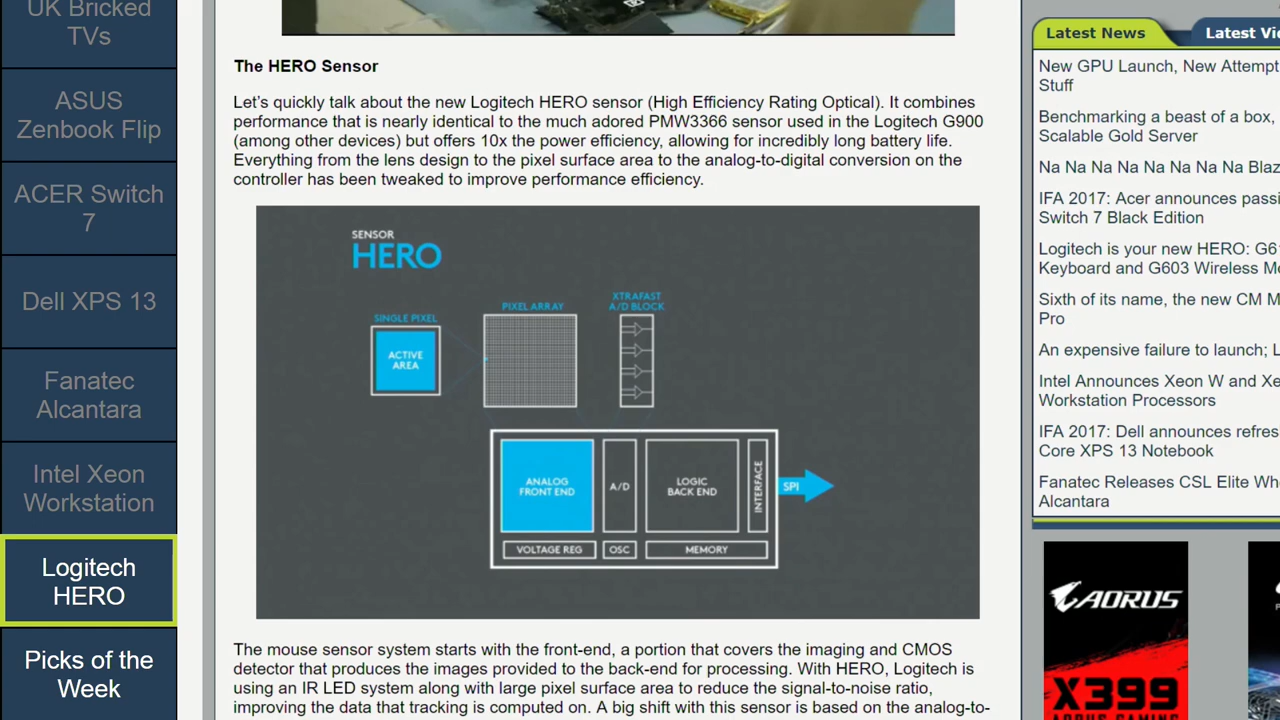 UK Bricked
TVs
ASUS
Zenbook Flip
ACER Switch
7
Dell XPS 13
Fanatec
Alcantara
Intel Xeon
Workstation
Logitech
HERO
Picks of the
Week
The HERO Sensor
Let's quickly talk about the new Logitech HERO sensor (High Efficiency Rating Optical). It combines
performance that is nearly identical to the much adored PMW3366 sensor used in the Logitech G900
(among other devices) but offers 10x the power efficiency, allowing for incredibly long battery life.
Everything from the lens design to the pixel surface area to the analog-to-digital conversion on the
controller has been tweaked to improve performance efficiency.
SENSOR
HERO
SINGLE PIXEL
PIXEL ARRAY
XTRAFAST
A/D BLOCK
ACTIVE
AREA
ANALOG
FRONT END
A/D
LOGIC
BACK END
INTERFACE
SPI
VOLTAGE REG
OSC
MEMORY
The mouse sensor system starts with the front-end, a portion that covers the imaging and CMOS
detector that produces the images provided to the back-end for processing. With HERO, Logitech is
using an IR LED system along with large pixel surface area to reduce the signal-to-noise ratio,
improving the data that tracking is computed on. A big shift with this sensor is based on the analog-to-
Latest News
Latest Vi
New GPU Launch, New Attempt
Stuff
Benchmarking a beast of a box,
Scalable Gold Server
Na Na Na Na Na Na Na Blaz
IFA 2017: Acer announces passi
Switch 7 Black Edition
Logitech is your new HERO: G6
Keyboard and G603 Wireless M
Sixth of its name, the new CM M
Pro
An expensive failure to launch; L
Intel Announces Xeon W and Xe
Workstation Processors
IFA 2017: Dell announces refres
Core XPS 13 Notebook
Fanatec Releases CSL Elite Whe
Alcantara
AORUS
X399
AORUS GAMING